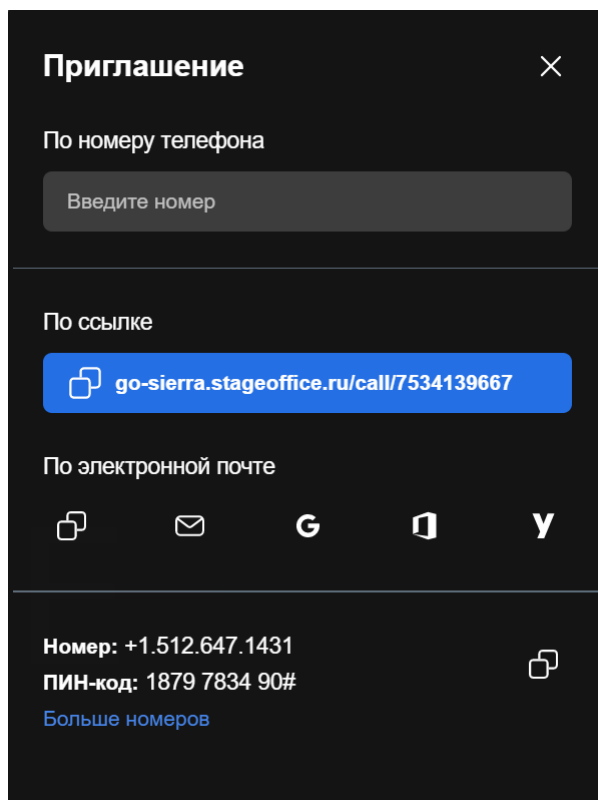 Приглашение
По номеру телефона
Введите номер
По ссылке
go-sierra.stageoffice.ru/call/7534139667
По электронной почте
Номер: +1.512.647.1431
ПИН-код: 1879 7834 90#
Больше номеров